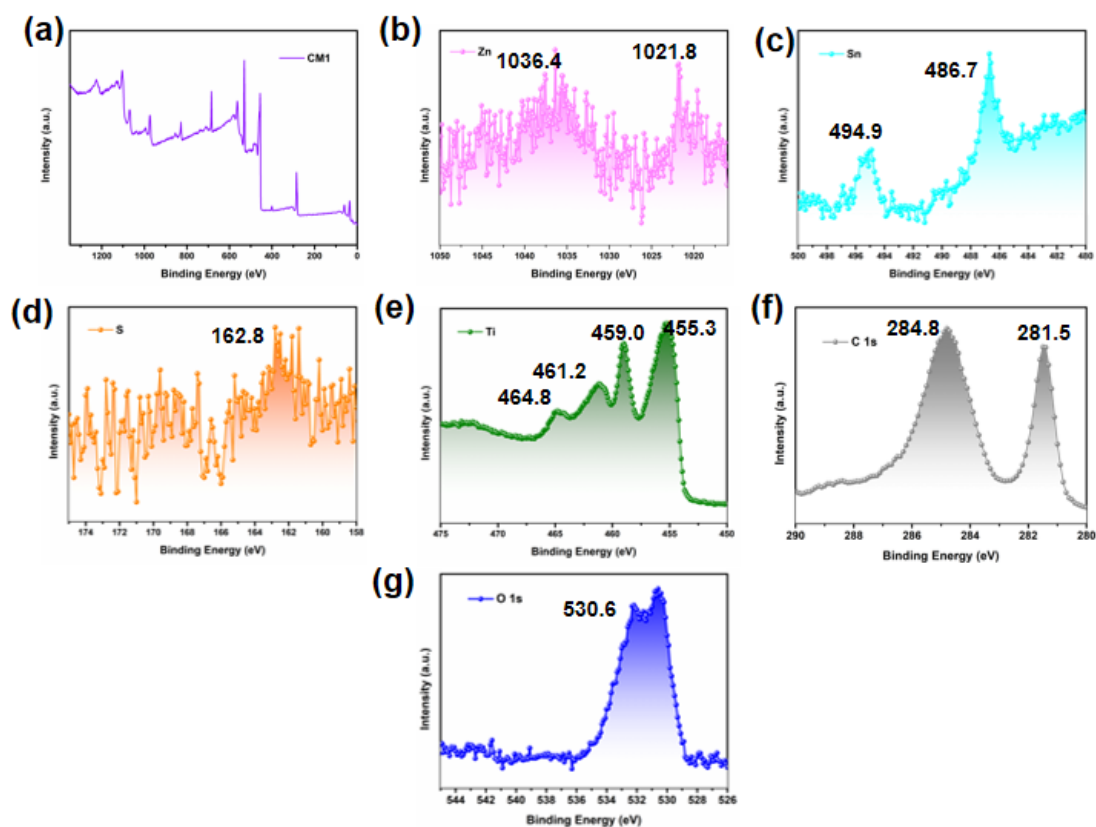 (a)
CM1
Intensity (a.u.)
1200 1000 800 600 400 200 0
Binding Energy (eV)
(b)
Zn
1036.4
1021.8
Intensity (a.u.)
1050 1045 1040 1035 1030 1025 1020
Binding Energy (eV)
(c)
Sn
486.7
494.9
Intensity (a.u.)
500 498 496 494 492 490 488 486 484 482 480
Binding Energy (eV)
(d)
S
162.8
Intensity (a.u.)
174 172 170 168 166 164 162 160 158
Binding Energy (eV)
(e)
Ti
459.0
455.3
461.2
464.8
Intensity (a.u.)
475 470 465 460 455 450
Binding Energy (eV)
(f)
C 1s
284.8
281.5
Intensity (a.u.)
290 288 286 284 282 280
Binding Energy (eV)
(g)
O 1s
530.6
Intensity (a.u.)
544 542 540 538 536 534 532 530 528 526
Binding Energy (eV)